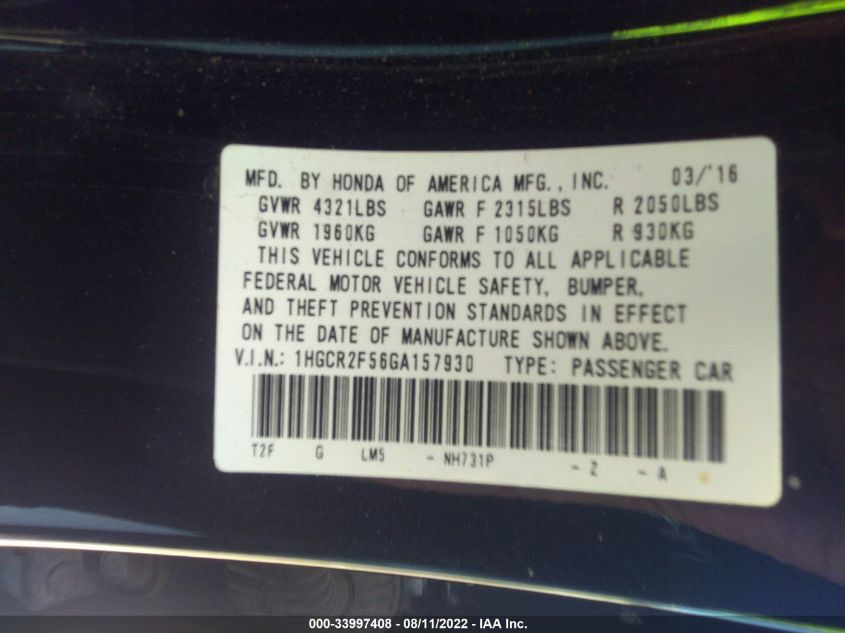 MFD. BY HONDA OF AMERICA MFG., INC. 03/'16
GVWR 4321LBS GAWR F 2315LBS R 2050LBS
GVWR 1960KG GAWR F 1050KG R 930KG
THIS VEHICLE CONFORMS TO ALL APPLICABLE
FEDERAL MOTOR VEHICLE SAFETY, BUMPER,
AND THEFT PREVENTION STANDARDS IN EFFECT
ON THE DATE OF MANUFACTURE SHOWN ABOVE.
V.I.N.: 1HGCR2F56GA157930 TYPE: PASSENGER CAR
T2F G LM5 - NH731P - Z - A
000-33997408 - 08/11/2022 - IAA Inc.